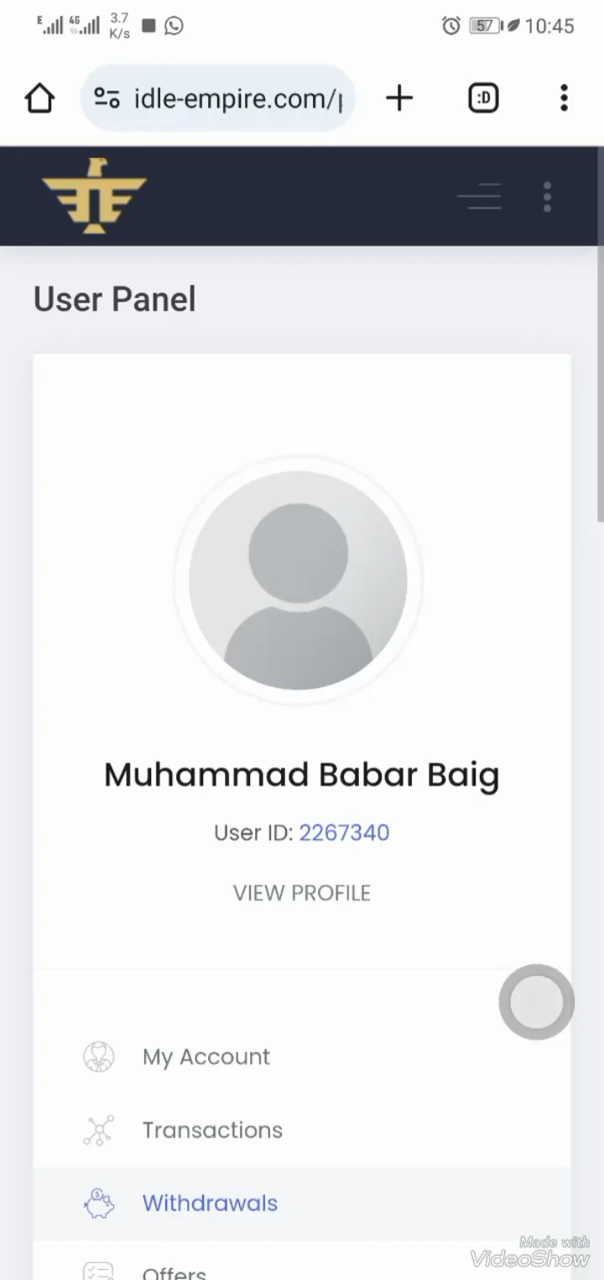 E 4G 3.7 K/s 57 10:45
idle-empire.com/p
:D
User Panel
Muhammad Babar Baig
User ID: 2267340
VIEW PROFILE
My Account
Transactions
Withdrawals
Offers
Made with
VideoShow